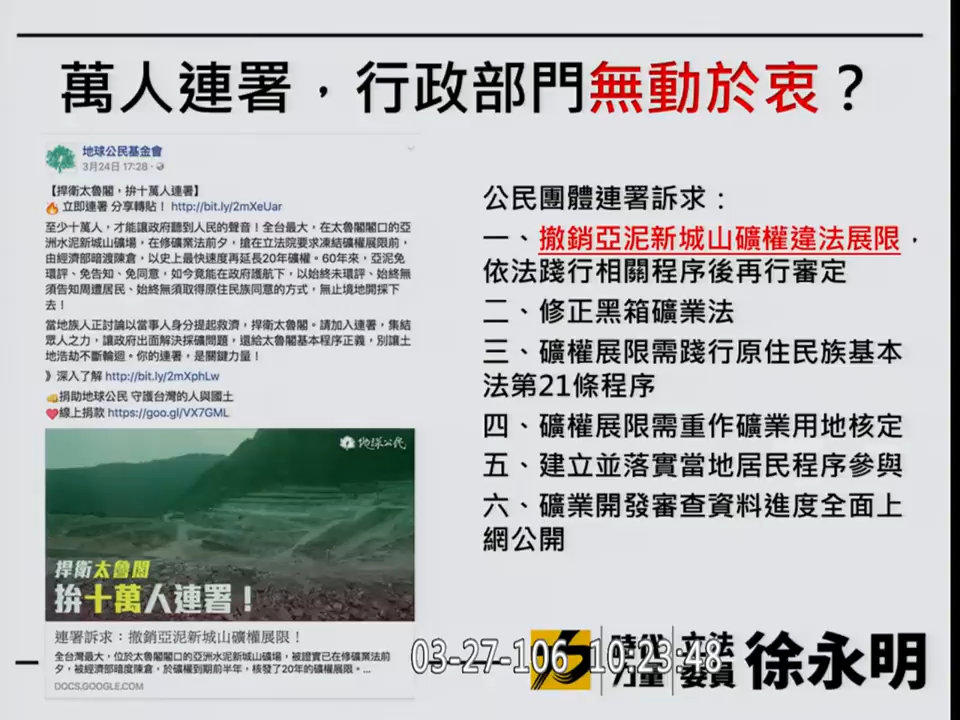 萬人連署，行政部門無動於衷？
地球公民基金會
3月24日 17:28
【捍衛太魯閣，拚十萬人連署】
立即連署 分享轉貼！ http://bit.ly/2mXeUar
至少十萬人，才能讓政府聽到人民的聲音！全台最大，在太魯閣閣口的亞
洲水泥新城山礦場，在修礦業法前夕，搶在立法院要求凍結礦權展限前，
由經濟部暗渡陳倉，以史上最快速度再延長20年礦權。60年來，亞泥免
環評、免告知、免同意，如今竟能在政府護航下，以始終未環評、始終無
須告知周遭居民、始終無須取得原住民族同意的方式，無止境地開採下
去！
當地族人正討論以當事人身分提起救濟，捍衛太魯閣。請加入連署，集結
眾人之力，讓政府出面解決採礦問題，還給太魯閣基本程序正義，別讓土
地浩劫不斷輪迴。你的連署，是關鍵力量！
》深入了解 http://bit.ly/2mXphLw
捐助地球公民 守護台灣的人與國土
線上捐款 https://goo.gl/VX7GML
地球公民
捍衛太魯閣
拚十萬人連署！
連署訴求：撤銷亞泥新城山礦權展限！
全台灣最大，位於太魯閣閣口的亞洲水泥新城山礦場，被證實已在修礦業法前
夕，被經濟部暗度陳倉，於礦權到期前半年，核發了20年的礦權展限。...
DOCS.GOOGLE.COM
公民團體連署訴求：
一、撤銷亞泥新城山礦權違法展限，
依法踐行相關程序後再行審定
二、修正黑箱礦業法
三、礦權展限需踐行原住民族基本
法第21條程序
四、礦權展限需重作礦業用地核定
五、建立並落實當地居民程序參與
六、礦業開發審查資料進度全面上
網公開
03-27-106 10:23:48
時代力量
立法委員 徐永明